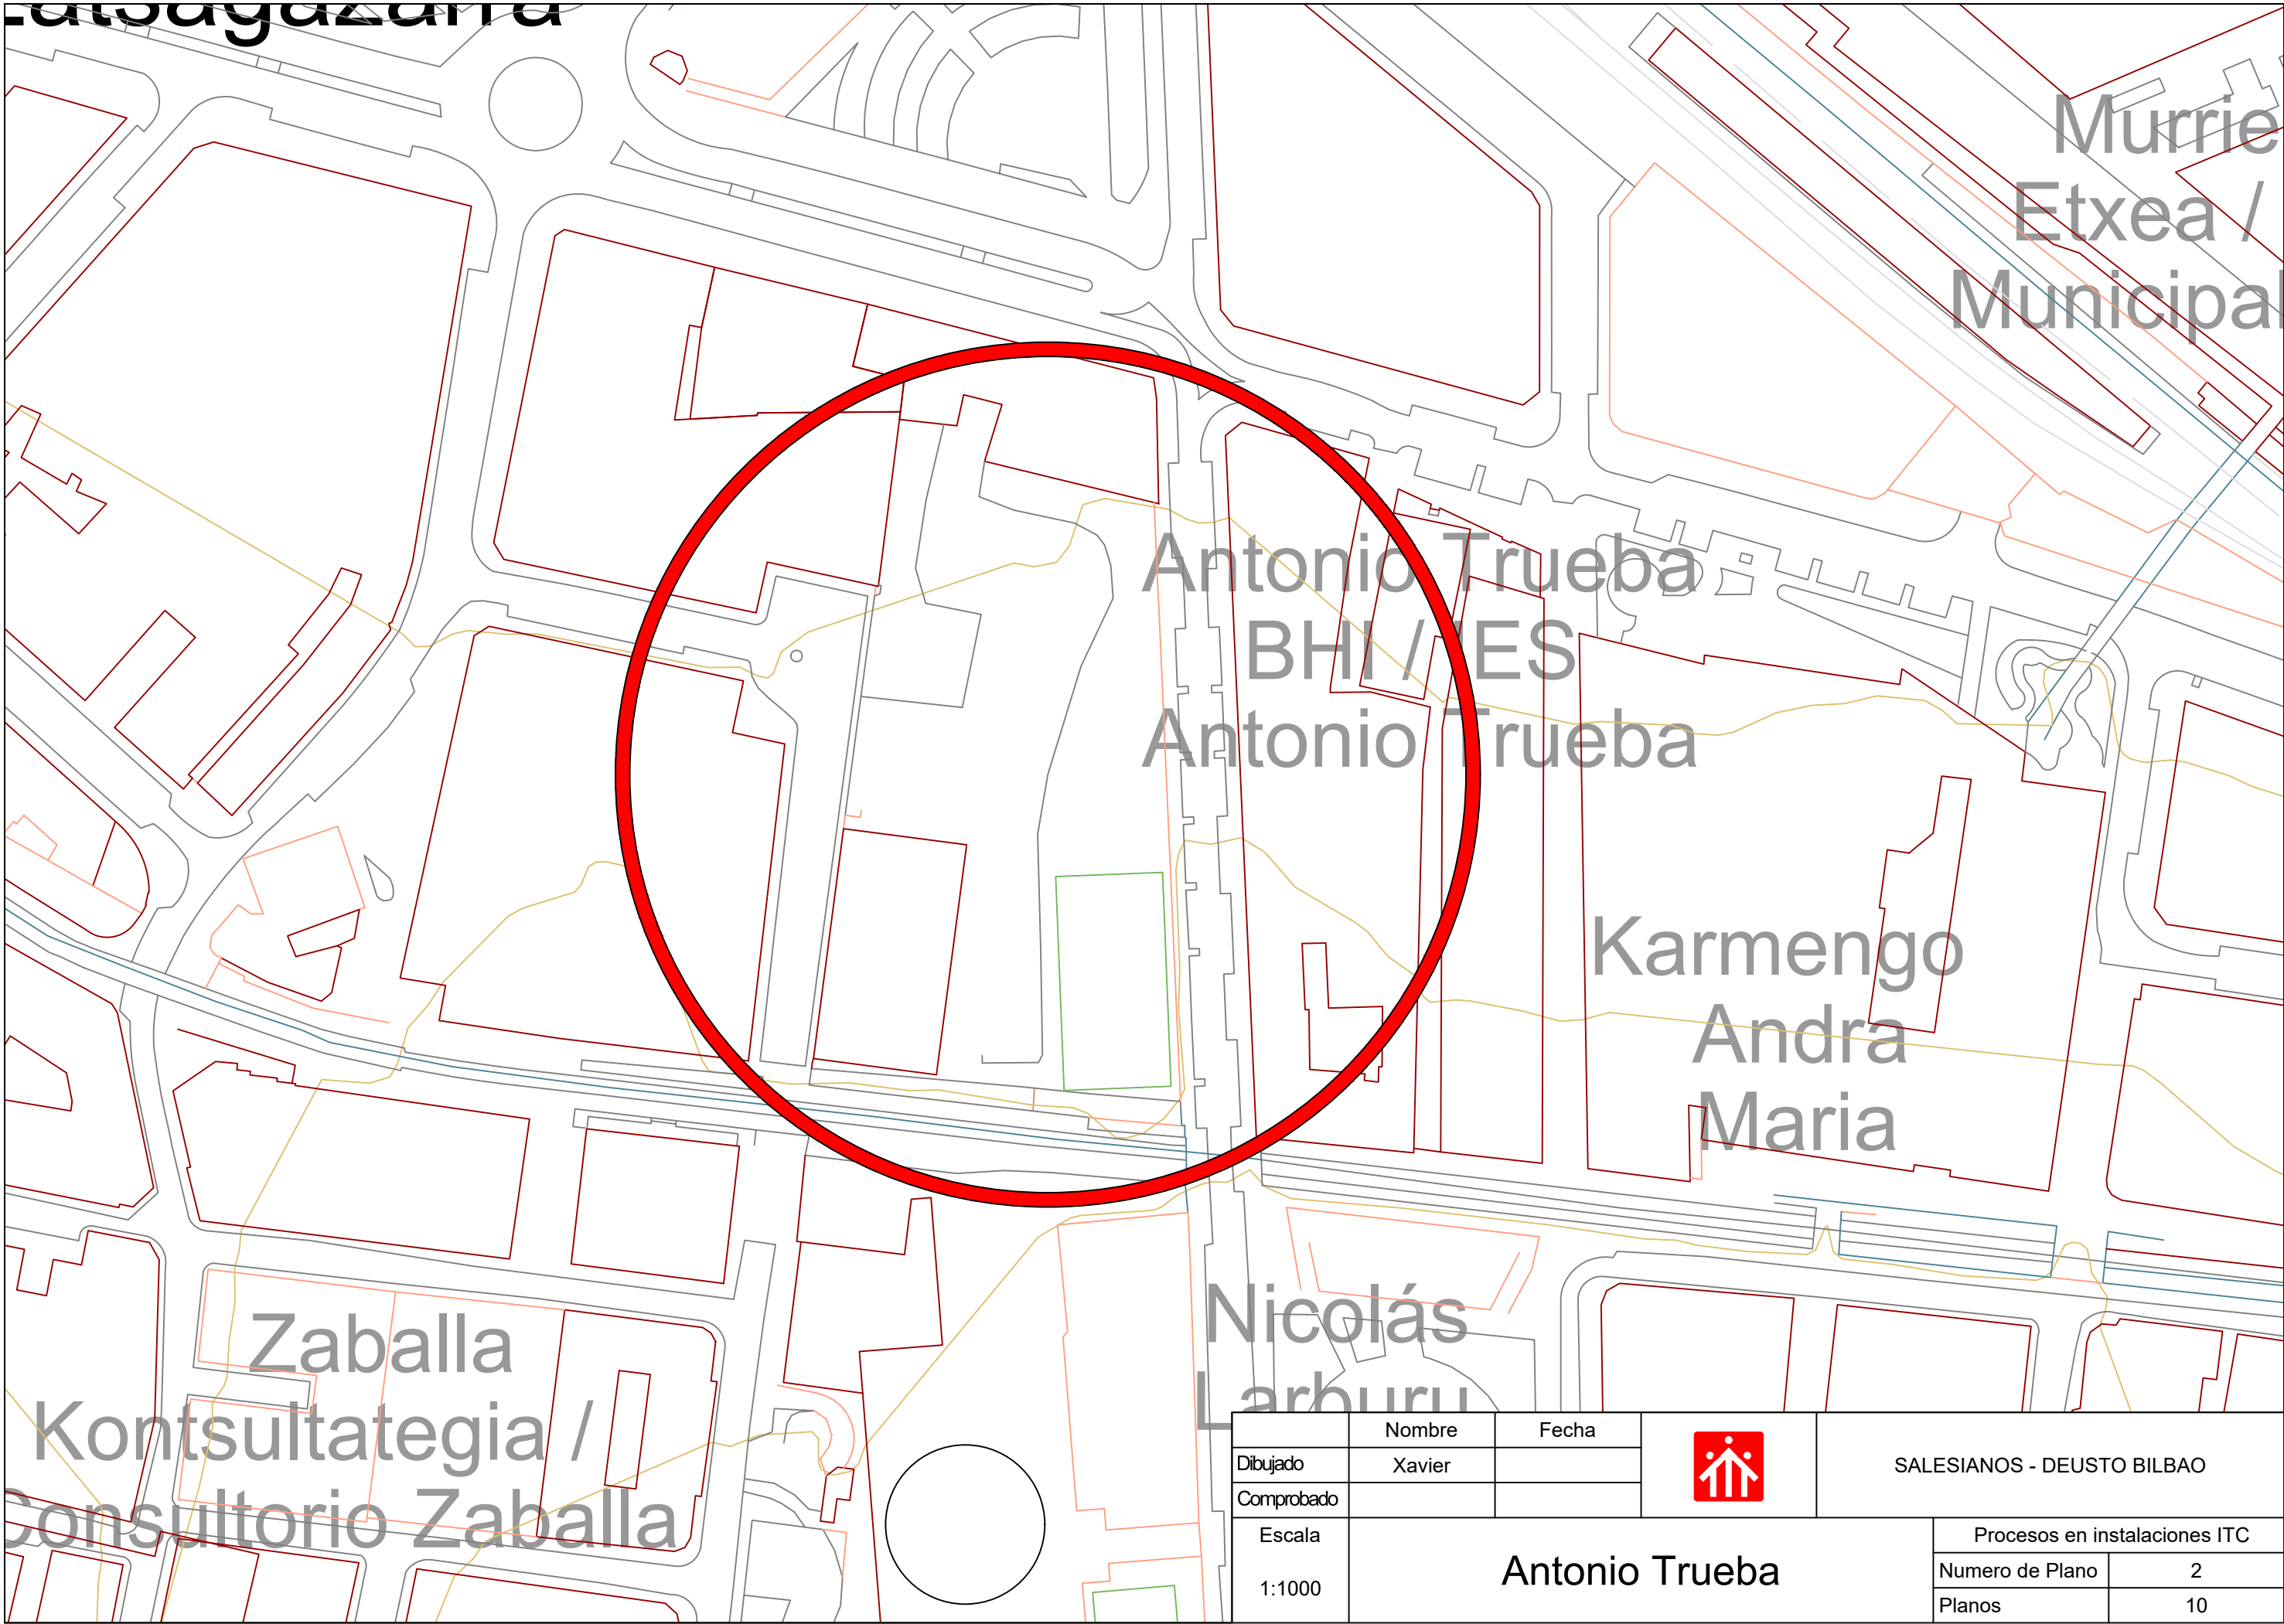 Murrie
Etxea /
Municipal
Antonio Trueba
BHI / IES
Antonio Trueba
Karmengo
Andra
Maria
Nicolás
Larburu
Zaballa
Kontsultategia /
Consultorio Zaballa
Nombre Fecha
Dibujado Xavier
Comprobado
SALESIANOS - DEUSTO BILBAO
Escala
1:1000
Antonio Trueba
Procesos en instalaciones ITC
Numero de Plano 2
Planos 10